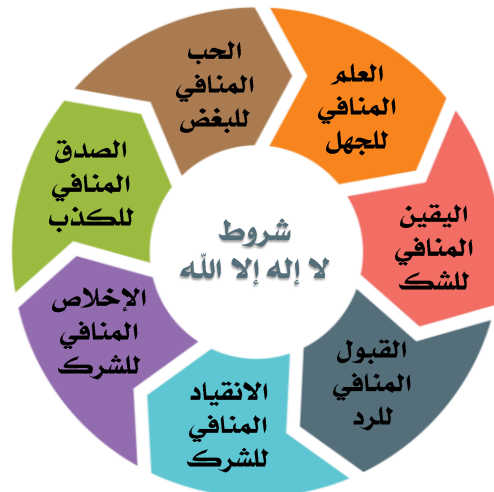 شروط
لا إله إلا الله
العلم
المنافي
للجهل
اليقين
المنافي
للشك
القبول
المنافي
للرد
الانقياد
المنافي
للشرك
الإخلاص
المنافي
للشرك
الصدق
المنافي
للكذب
الحب
المنافي
للبغض